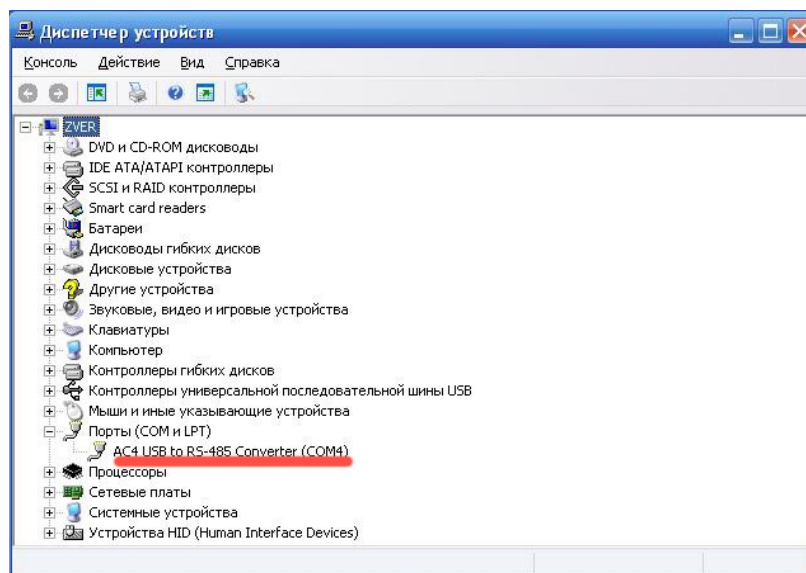 Диспетчер устройств
Консоль Действие Вид Справка
ZVER
DVD и CD-ROM дисководы
IDE ATA/ATAPI контроллеры
SCSI и RAID контроллеры
Smart card readers
Батареи
Дисководы гибких дисков
Дисковые устройства
Другие устройства
Звуковые, видео и игровые устройства
Клавиатуры
Компьютер
Контроллеры гибких дисков
Контроллеры универсальной последовательной шины USB
Мыши и иные указывающие устройства
Порты (COM и LPT)
AC4 USB to RS-485 Converter (COM4)
Процессоры
Сетевые платы
Системные устройства
Устройства HID (Human Interface Devices)